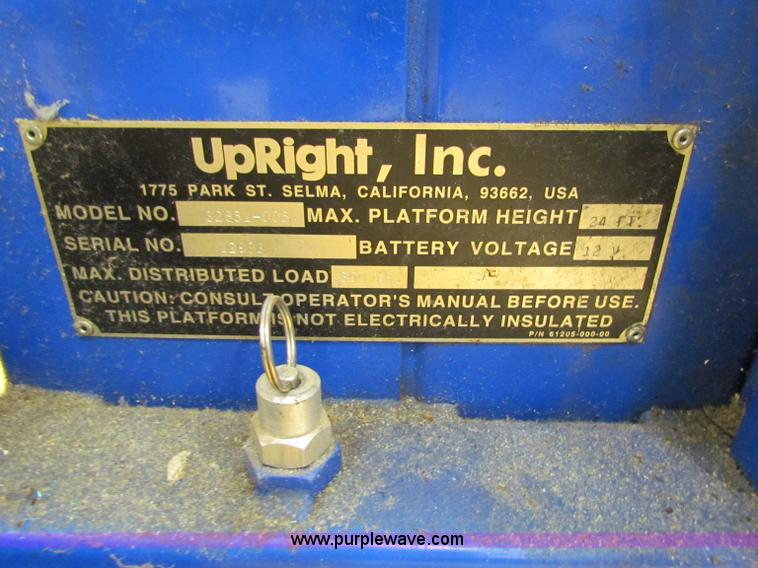 UpRight, Inc.
1775 PARK ST. SELMA, CALIFORNIA, 93662, USA
MODEL NO. MAX. PLATFORM HEIGHT 24 FT.
SERIAL NO. BATTERY VOLTAGE 12 V.
MAX. DISTRIBUTED LOAD
CAUTION: CONSULT OPERATOR'S MANUAL BEFORE USE.
THIS PLATFORM IS NOT ELECTRICALLY INSULATED
P/N 61205-000-00
www.purplewave.com